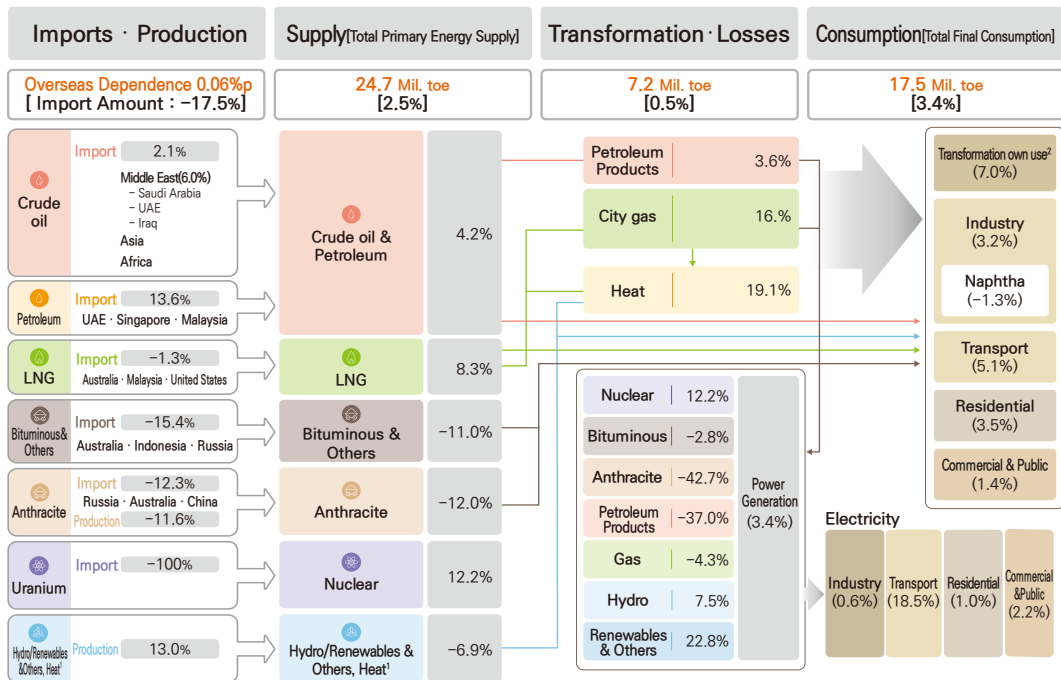 Imports · Production
Supply[Total Primary Energy Supply]
Transformation · Losses
Consumption[Total Final Consumption]
Overseas Dependence 0.06%p
[ Import Amount : -17.5%]
24.7 Mil. toe
[2.5%]
7.2 Mil. toe
[0.5%]
17.5 Mil. toe
[3.4%]
Crude
oil
Import 2.1%
Middle East(6.0%)
- Saudi Arabia
- UAE
- Iraq
Asia
Africa
Petroleum
Import 13.6%
UAE · Singapore · Malaysia
LNG
Import -1.3%
Australia · Malaysia · United States
Bituminous&
Others
Import -15.4%
Australia · Indonesia · Russia
Anthracite
Import -12.3%
Russia · Australia · China
Production -11.6%
Uranium
Import -100%
Hydro/Renewables
&Others, Heat¹
Production 13.0%
Crude oil &
Petroleum
4.2%
LNG
8.3%
Bituminous &
Others
-11.0%
Anthracite
-12.0%
Nuclear
12.2%
Hydro/Renewables &
Others, Heat¹
-6.9%
Petroleum
Products
3.6%
City gas
16.%
Heat
19.1%
Nuclear 12.2%
Bituminous -2.8%
Anthracite -42.7%
Petroleum
Products
-37.0%
Gas -4.3%
Hydro 7.5%
Renewables
& Others
22.8%
Power
Generation
(3.4%)
Transformation own use²
(7.0%)
Industry
(3.2%)
Naphtha
(-1.3%)
Transport
(5.1%)
Residential
(3.5%)
Commercial & Public
(1.4%)
Electricity
Industry
(0.6%)
Transport
(18.5%)
Residential
(1.0%)
Commercial
&Public
(2.2%)